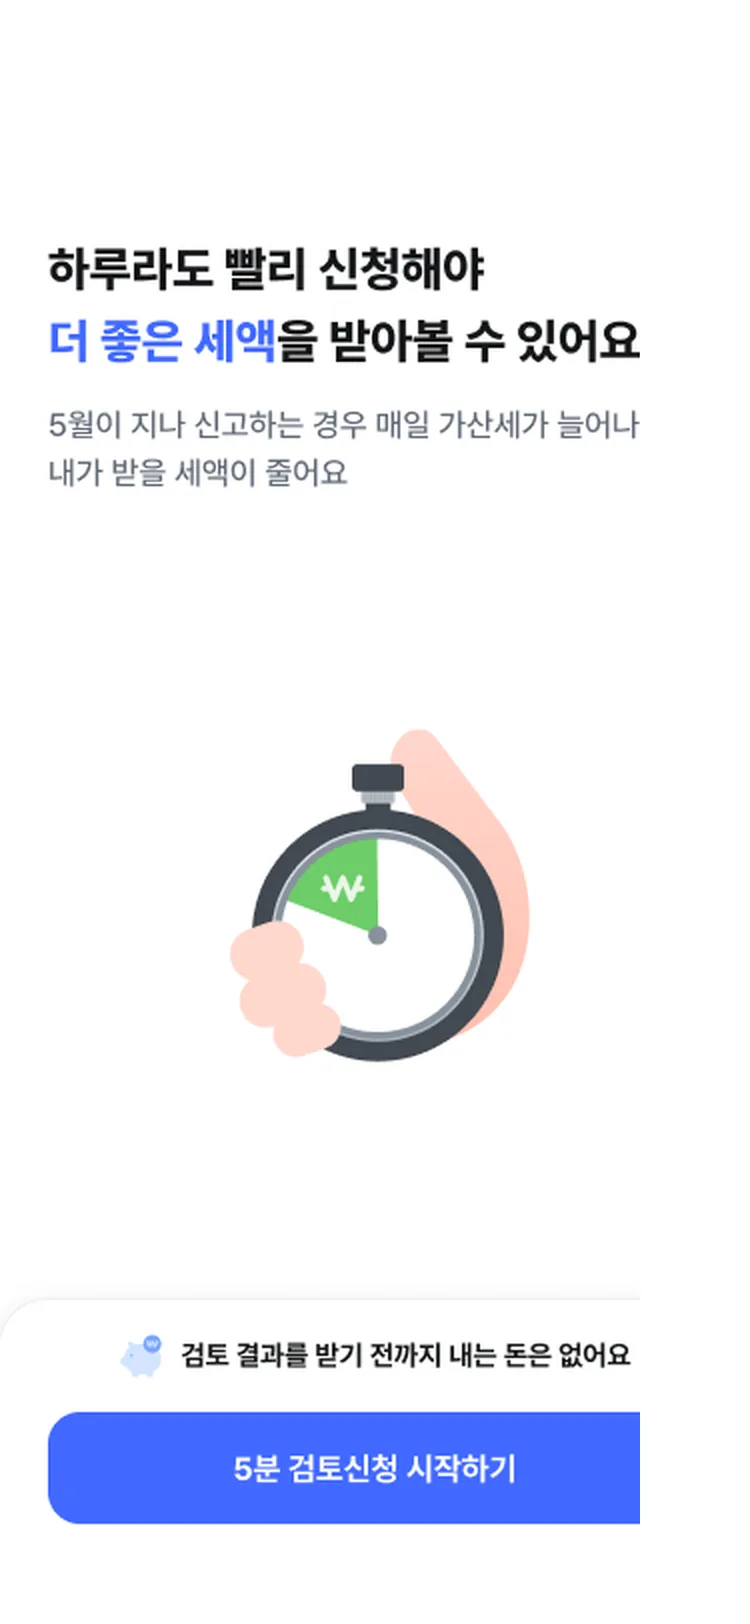 하루라도 빨리 신청해야
더 좋은 세액을 받아볼 수 있어요
5월이 지나 신고하는 경우 매일 가산세가 늘어나
내가 받을 세액이 줄어요
₩
₩
검토 결과를 받기 전까지 내는 돈은 없어요
5분 검토신청 시작하기